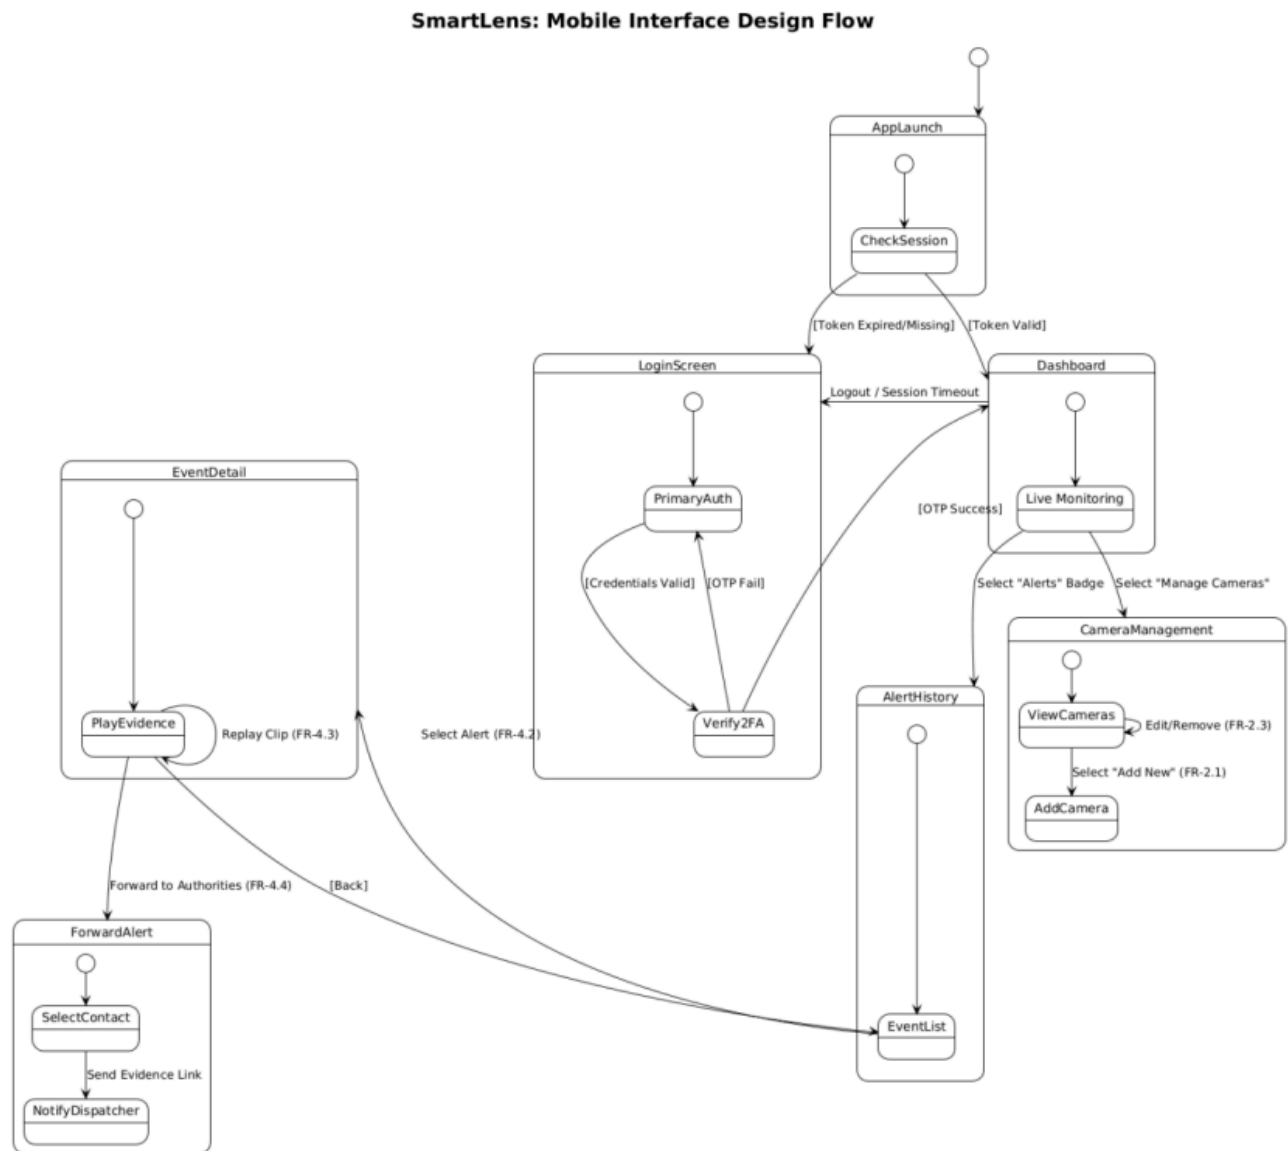 SmartLens: Mobile Interface Design Flow
AppLaunch
CheckSession
[Token Expired/Missing]
[Token Valid]
LoginScreen
Dashboard
Logout / Session Timeout
EventDetail
PrimaryAuth
Live Monitoring
[OTP Success]
[Credentials Valid]
[OTP Fail]
Select "Alerts" Badge
Select "Manage Cameras"
CameraManagement
AlertHistory
PlayEvidence
Replay Clip (FR-4.3)
Select Alert (FR-4.2)
Verify2FA
ViewCameras
Edit/Remove (FR-2.3)
Select "Add New" (FR-2.1)
AddCamera
Forward to Authorities (FR-4.4)
[Back]
ForwardAlert
SelectContact
EventList
Send Evidence Link
NotifyDispatcher